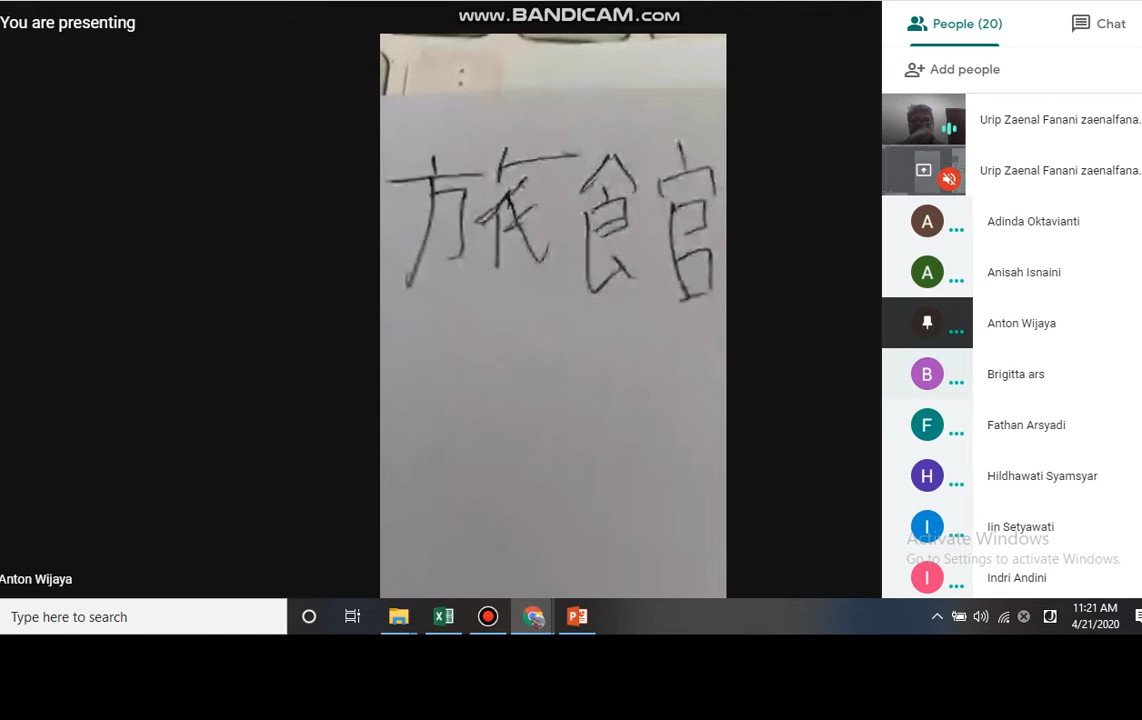 You are presenting
www.BANDICAM.com
People (20)
Chat
Add people
旅館
Urip Zaenal Fanani zaenalfana.
Urip Zaenal Fanani zaenalfana.
A
Adinda Oktavianti
A
Anisah Isnaini
Anton Wijaya
B
Brigitta ars
F
Fathan Arsyadi
H
Hildhawati Syamsyar
I
Iin Setyawati
Activate Windows
Go to Settings to activate Windows.
I
Indri Andini
Anton Wijaya
Type here to search
11:21 AM
4/21/2020